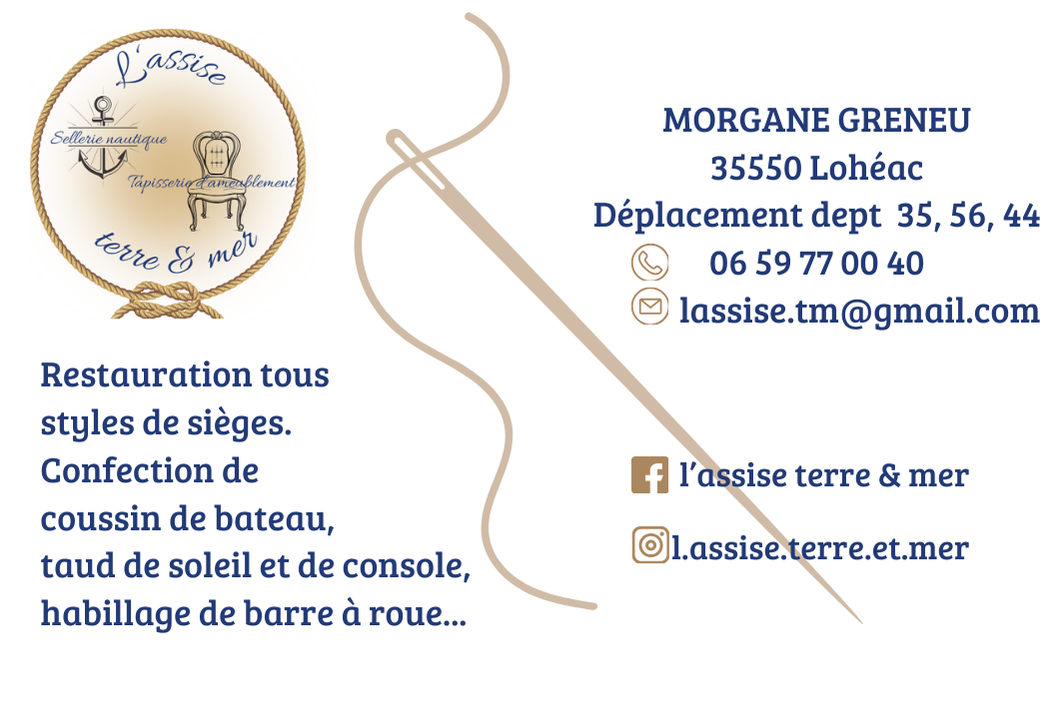 L'assise
Sellerie nautique
Tapisserie d'ameublement
terre & mer
Restauration tous
styles de sièges.
Confection de
coussin de bateau,
taud de soleil et de console,
habillage de barre à roue...
MORGANE GRENEU
35550 Lohéac
Déplacement dept 35, 56, 44
06 59 77 00 40
lassise.tm@gmail.com
l’assise terre & mer
l.assise.terre.et.mer